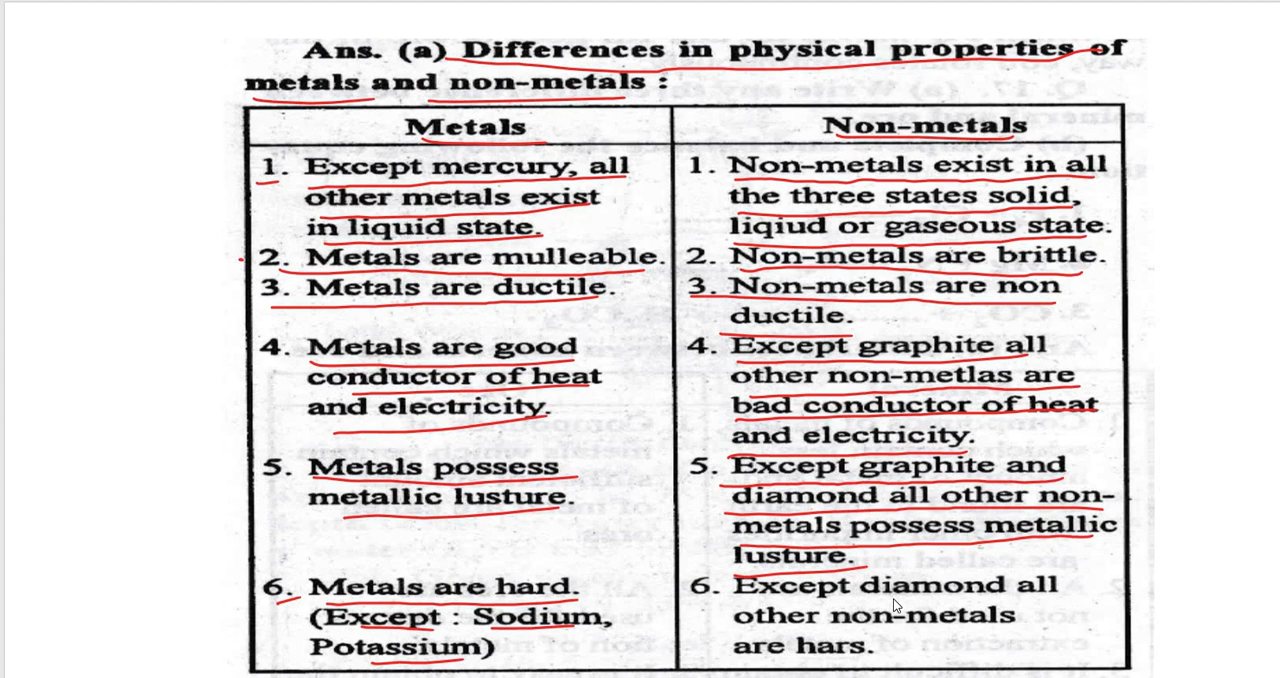 Ans. (a) Differences in physical properties of
metals and non-metals :
Metals
1. Except mercury, all
other metals exist
in liquid state.
2. Metals are mulleable.
3. Metals are ductile.
4. Metals are good
conductor of heat
and electricity.
5. Metals possess
metallic lusture.
6. Metals are hard.
(Except : Sodium,
Potassium)
Non-metals
1. Non-metals exist in all
the three states solid,
liqiud or gaseous state.
2. Non-metals are brittle.
3. Non-metals are non
ductile.
4. Except graphite all
other non-metlas are
bad conductor of heat
and electricity.
5. Except graphite and
diamond all other non-
metals possess metallic
lusture.
6. Except diamond all
other non-metals
are hars.